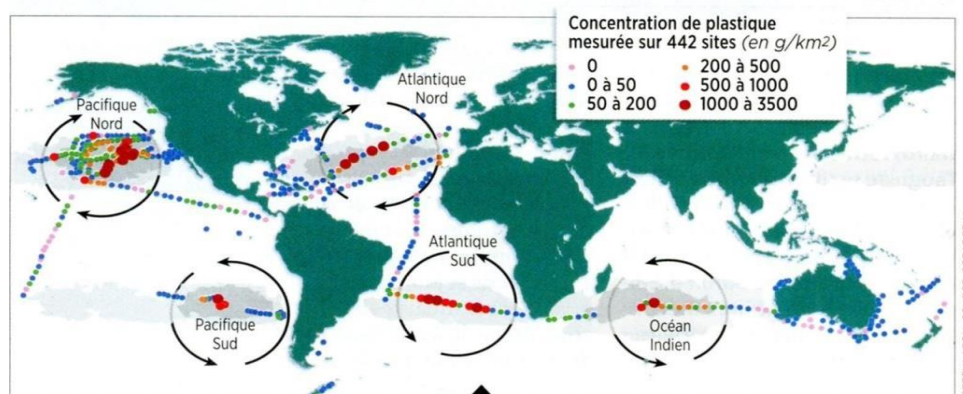 Concentration de plastique
mesurée sur 442 sites (en g/km2)
0
0 à 50
50 à 200
200 à 500
500 à 1000
1000 à 3500
Pacifique
Nord
Atlantique
Nord
Atlantique
Sud
Pacifique
Sud
Océan
Indien